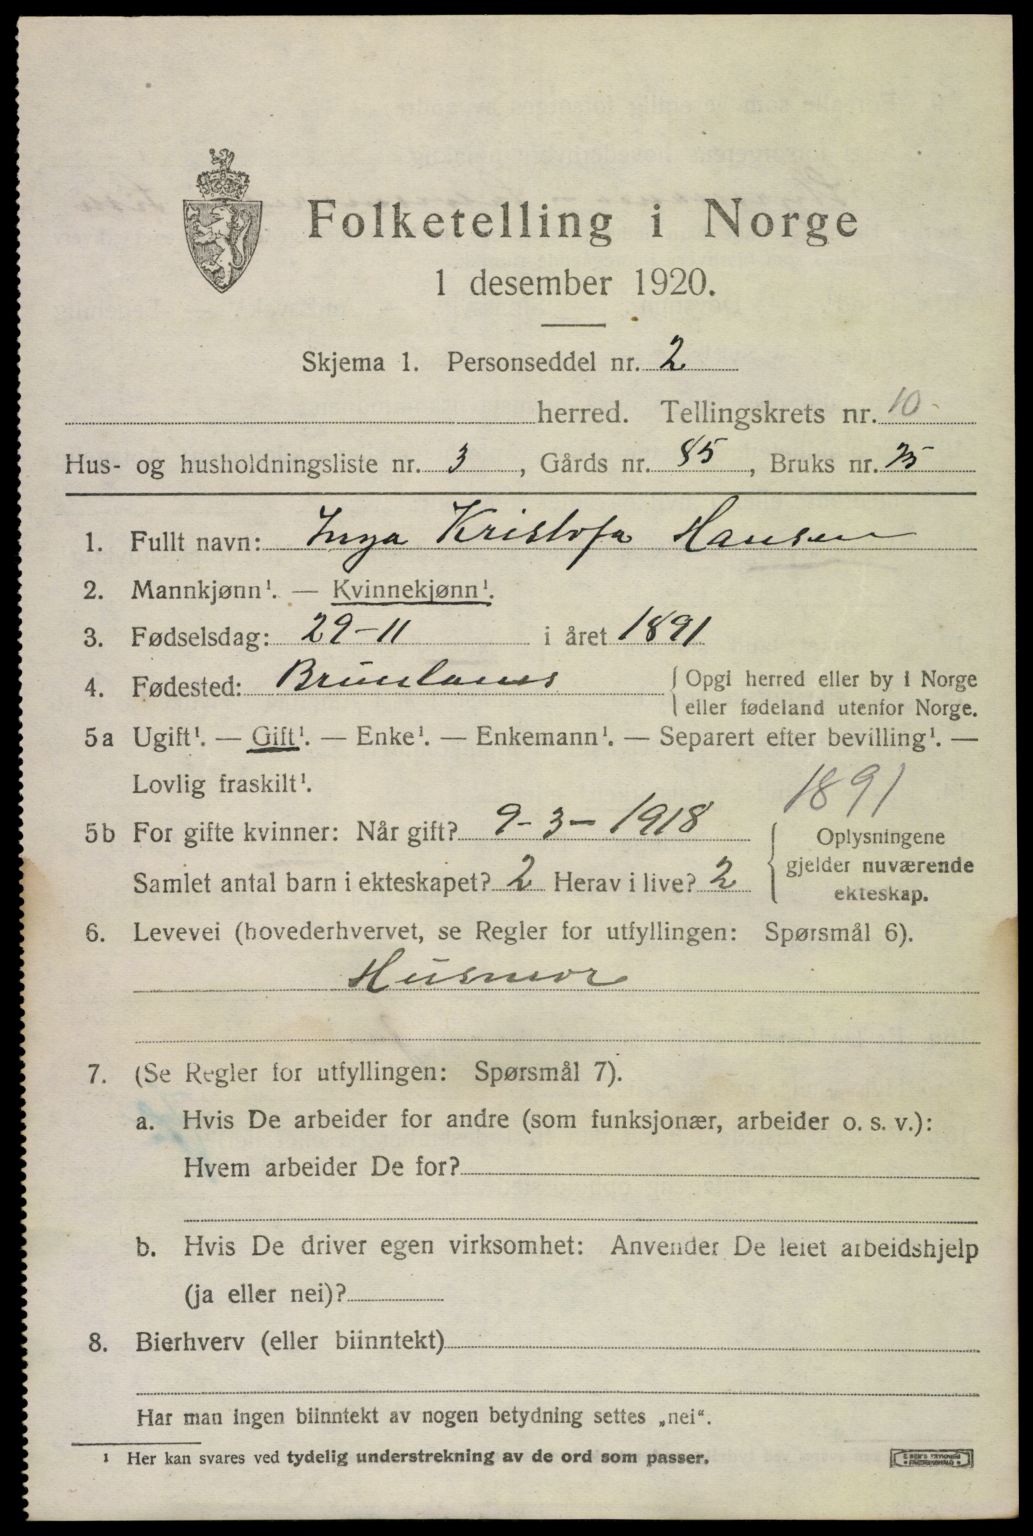 Folketelling i Norge
1 desember 1920.
Skjema 1. Personseddel nr. 2
herred. Tellingskrets nr. 10
Hus- og husholdningsliste nr. 3, Gårds nr. 85, Bruks nr. 75
1. Fullt navn: Inga Kristofa Hansen
2. Mannkjønn¹. — Kvinnekjønn¹.
3. Fødselsdag: 29-11 i året 1891
4. Fødested: Brunlanes { Opgi herred eller by i Norge
eller fødeland utenfor Norge.
5a Ugift¹. — Gift¹. — Enke¹. — Enkemann¹. — Separert efter bevilling¹. —
Lovlig fraskilt¹.
1891
5b For gifte kvinner: Når gift? 9-3-1918
Samlet antal barn i ekteskapet? 2 Herav i live? 2
{ Oplysningene
gjelder nuværende
ekteskap.
6. Levevei (hovederhvervet, se Regler for utfyllingen: Spørsmål 6).
Husmor
7. (Se Regler for utfyllingen: Spørsmål 7).
a. Hvis De arbeider for andre (som funksjonær, arbeider o. s. v.):
Hvem arbeider De for?
b. Hvis De driver egen virksomhet: Anvender De leiet arbeidshjelp
(ja eller nei)?
8. Bierhverv (eller biinntekt)
Har man ingen biinntekt av nogen betydning settes „nei“.
¹ Her kan svares ved tydelig understrekning av de ord som passer.